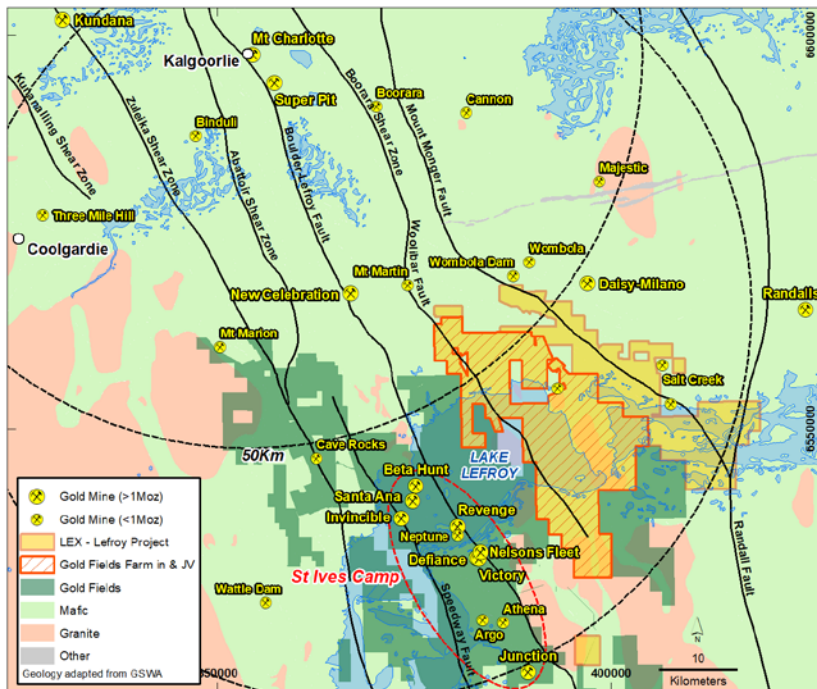 Kundana
6600000
Mt Charlotte
Kalgoorlie
Super Pit
Boorara
Cannon
Kunanalling Shear Zone
Zuleika Shear Zone
Binduli
Abattoir Shear Zone
Boulder-Lefroy Fault
Boorara Shear Zone
Mount Monger Fault
Majestic
Three Mile Hill
Coolgardie
Woolibar Fault
Wombola
Wombola Dam
Mt Martin
Daisy-Milano
New Celebration
Randalls
Mt Marion
Salt Creek
6550000
50Km
Cave Rocks
LAKE
LEFROY
Beta Hunt
Santa Ana
Invincible
Revenge
Neptune
Nelsons Fleet
Defiance
Victory
St Ives Camp
Randall Fault
Wattle Dam
Speedway Fault
Athena
Argo
Junction
Gold Mine (>1Moz)
Gold Mine (<1Moz)
LEX - Lefroy Project
Gold Fields Farm in & JV
Gold Fields
Mafic
Granite
Other
Geology adapted from GSWA
350000
400000
N
10
Kilometers